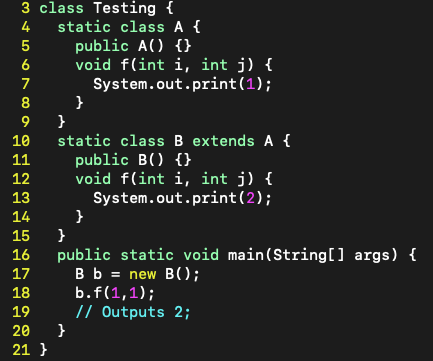 3 class Testing {
4   static class A {
5     public A() {}
6     void f(int i, int j) {
7       System.out.print(1);
8     }
9   }
10   static class B extends A {
11     public B() {}
12     void f(int i, int j) {
13       System.out.print(2);
14     }
15   }
16   public static void main(String[] args) {
17     B b = new B();
18     b.f(1,1);
19     // Outputs 2;
20   }
21 }